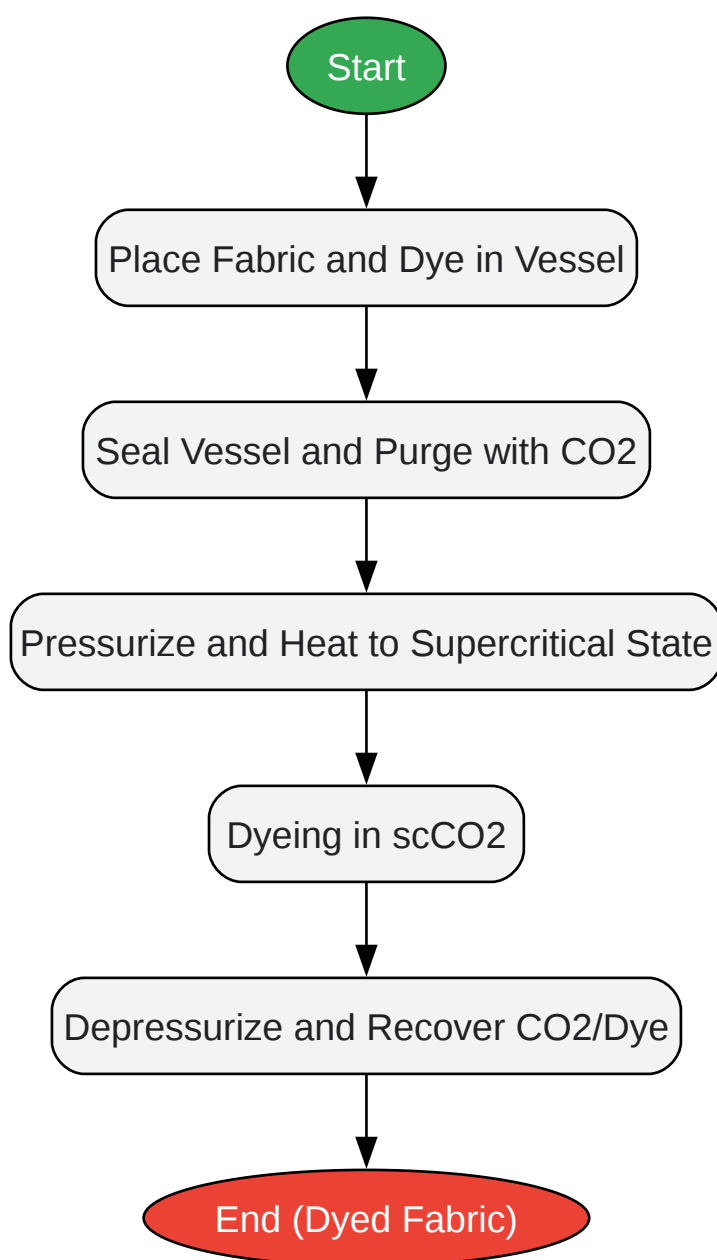 Start
Place Fabric and Dye in Vessel
Seal Vessel and Purge with CO2
Pressurize and Heat to Supercritical State
Dyeing in scCO2
Depressurize and Recover CO2/Dye
End (Dyed Fabric)